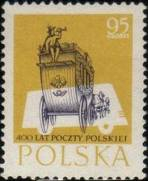 95
GROSZY
400 LAT POCZTY POLSKIEJ
POLSKA